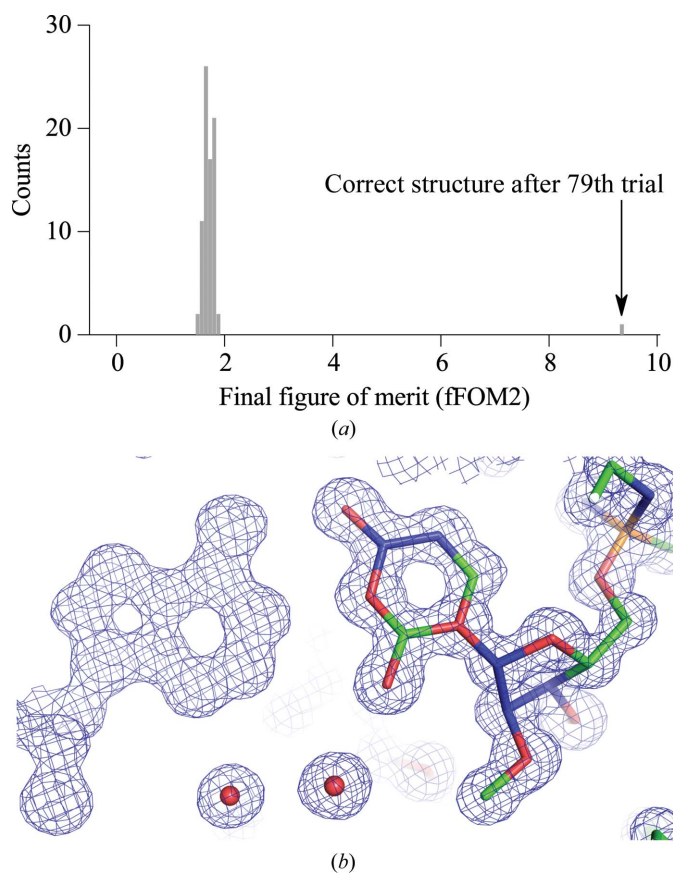 30
20
10
0
Counts
Correct structure after 79th trial
0 2 4 6 8 10
Final figure of merit (fFOM2)
(a)
(b)